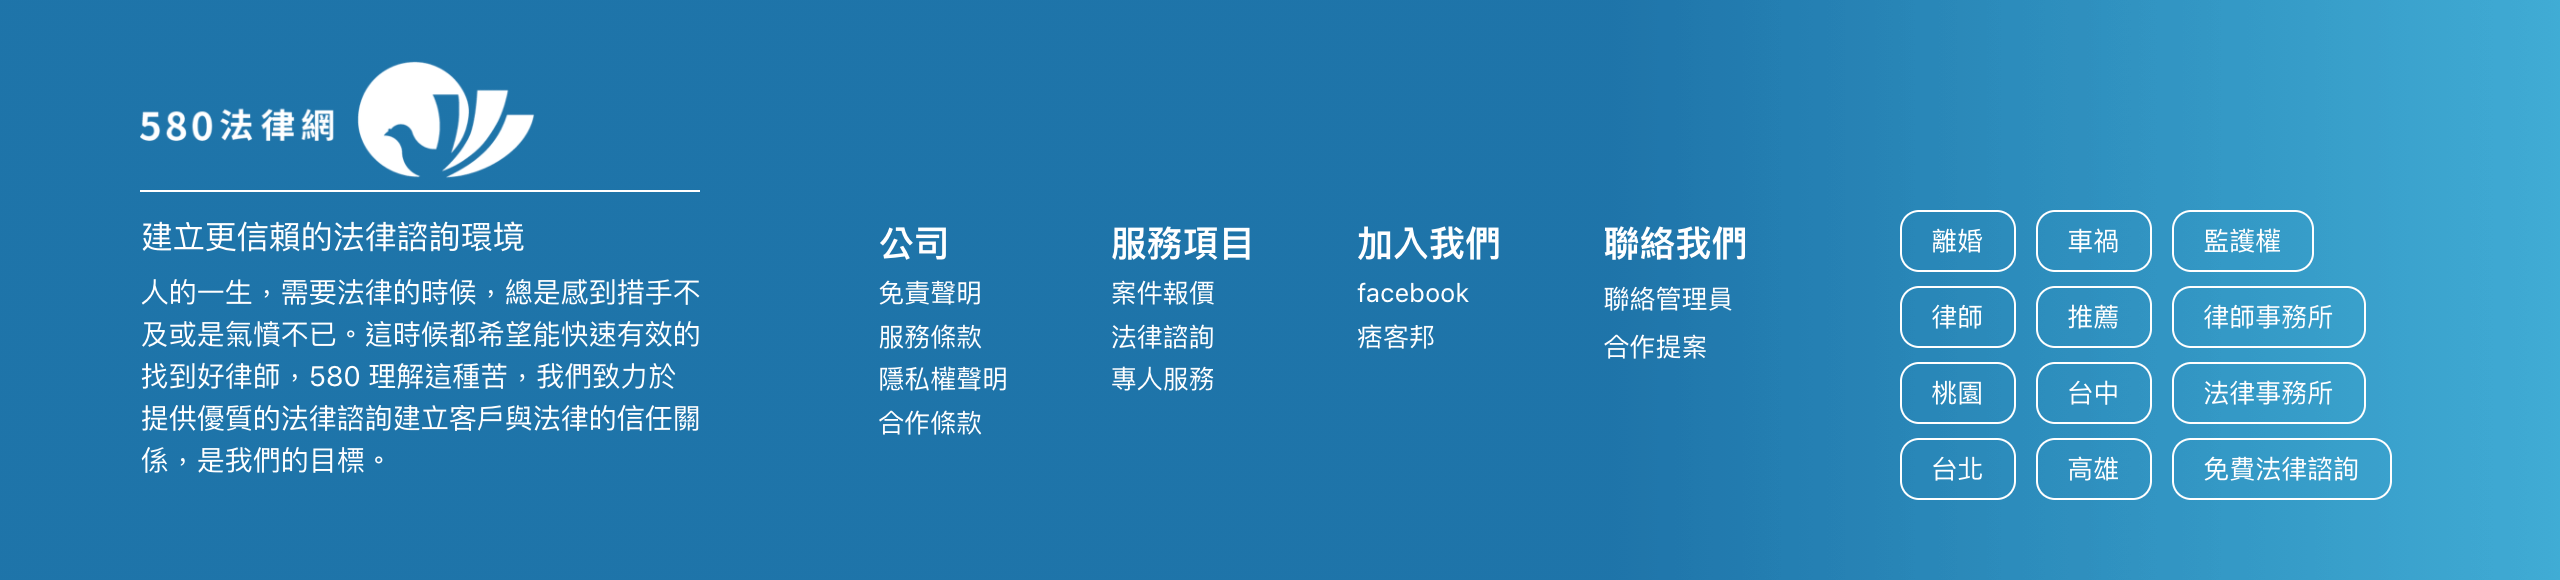 580法律網
建立更信賴的法律諮詢環境
人的一生，需要法律的時候，總是感到措手不
及或是氣憤不已。這時候都希望能快速有效的
找到好律師，580 理解這種苦，我們致力於
提供優質的法律諮詢建立客戶與法律的信任關
係，是我們的目標。
公司
免責聲明
服務條款
隱私權聲明
合作條款
服務項目
案件報價
法律諮詢
專人服務
加入我們
facebook
痞客邦
聯絡我們
聯絡管理員
合作提案
離婚 車禍 監護權
律師 推薦 律師事務所
桃園 台中 法律事務所
台北 高雄 免費法律諮詢